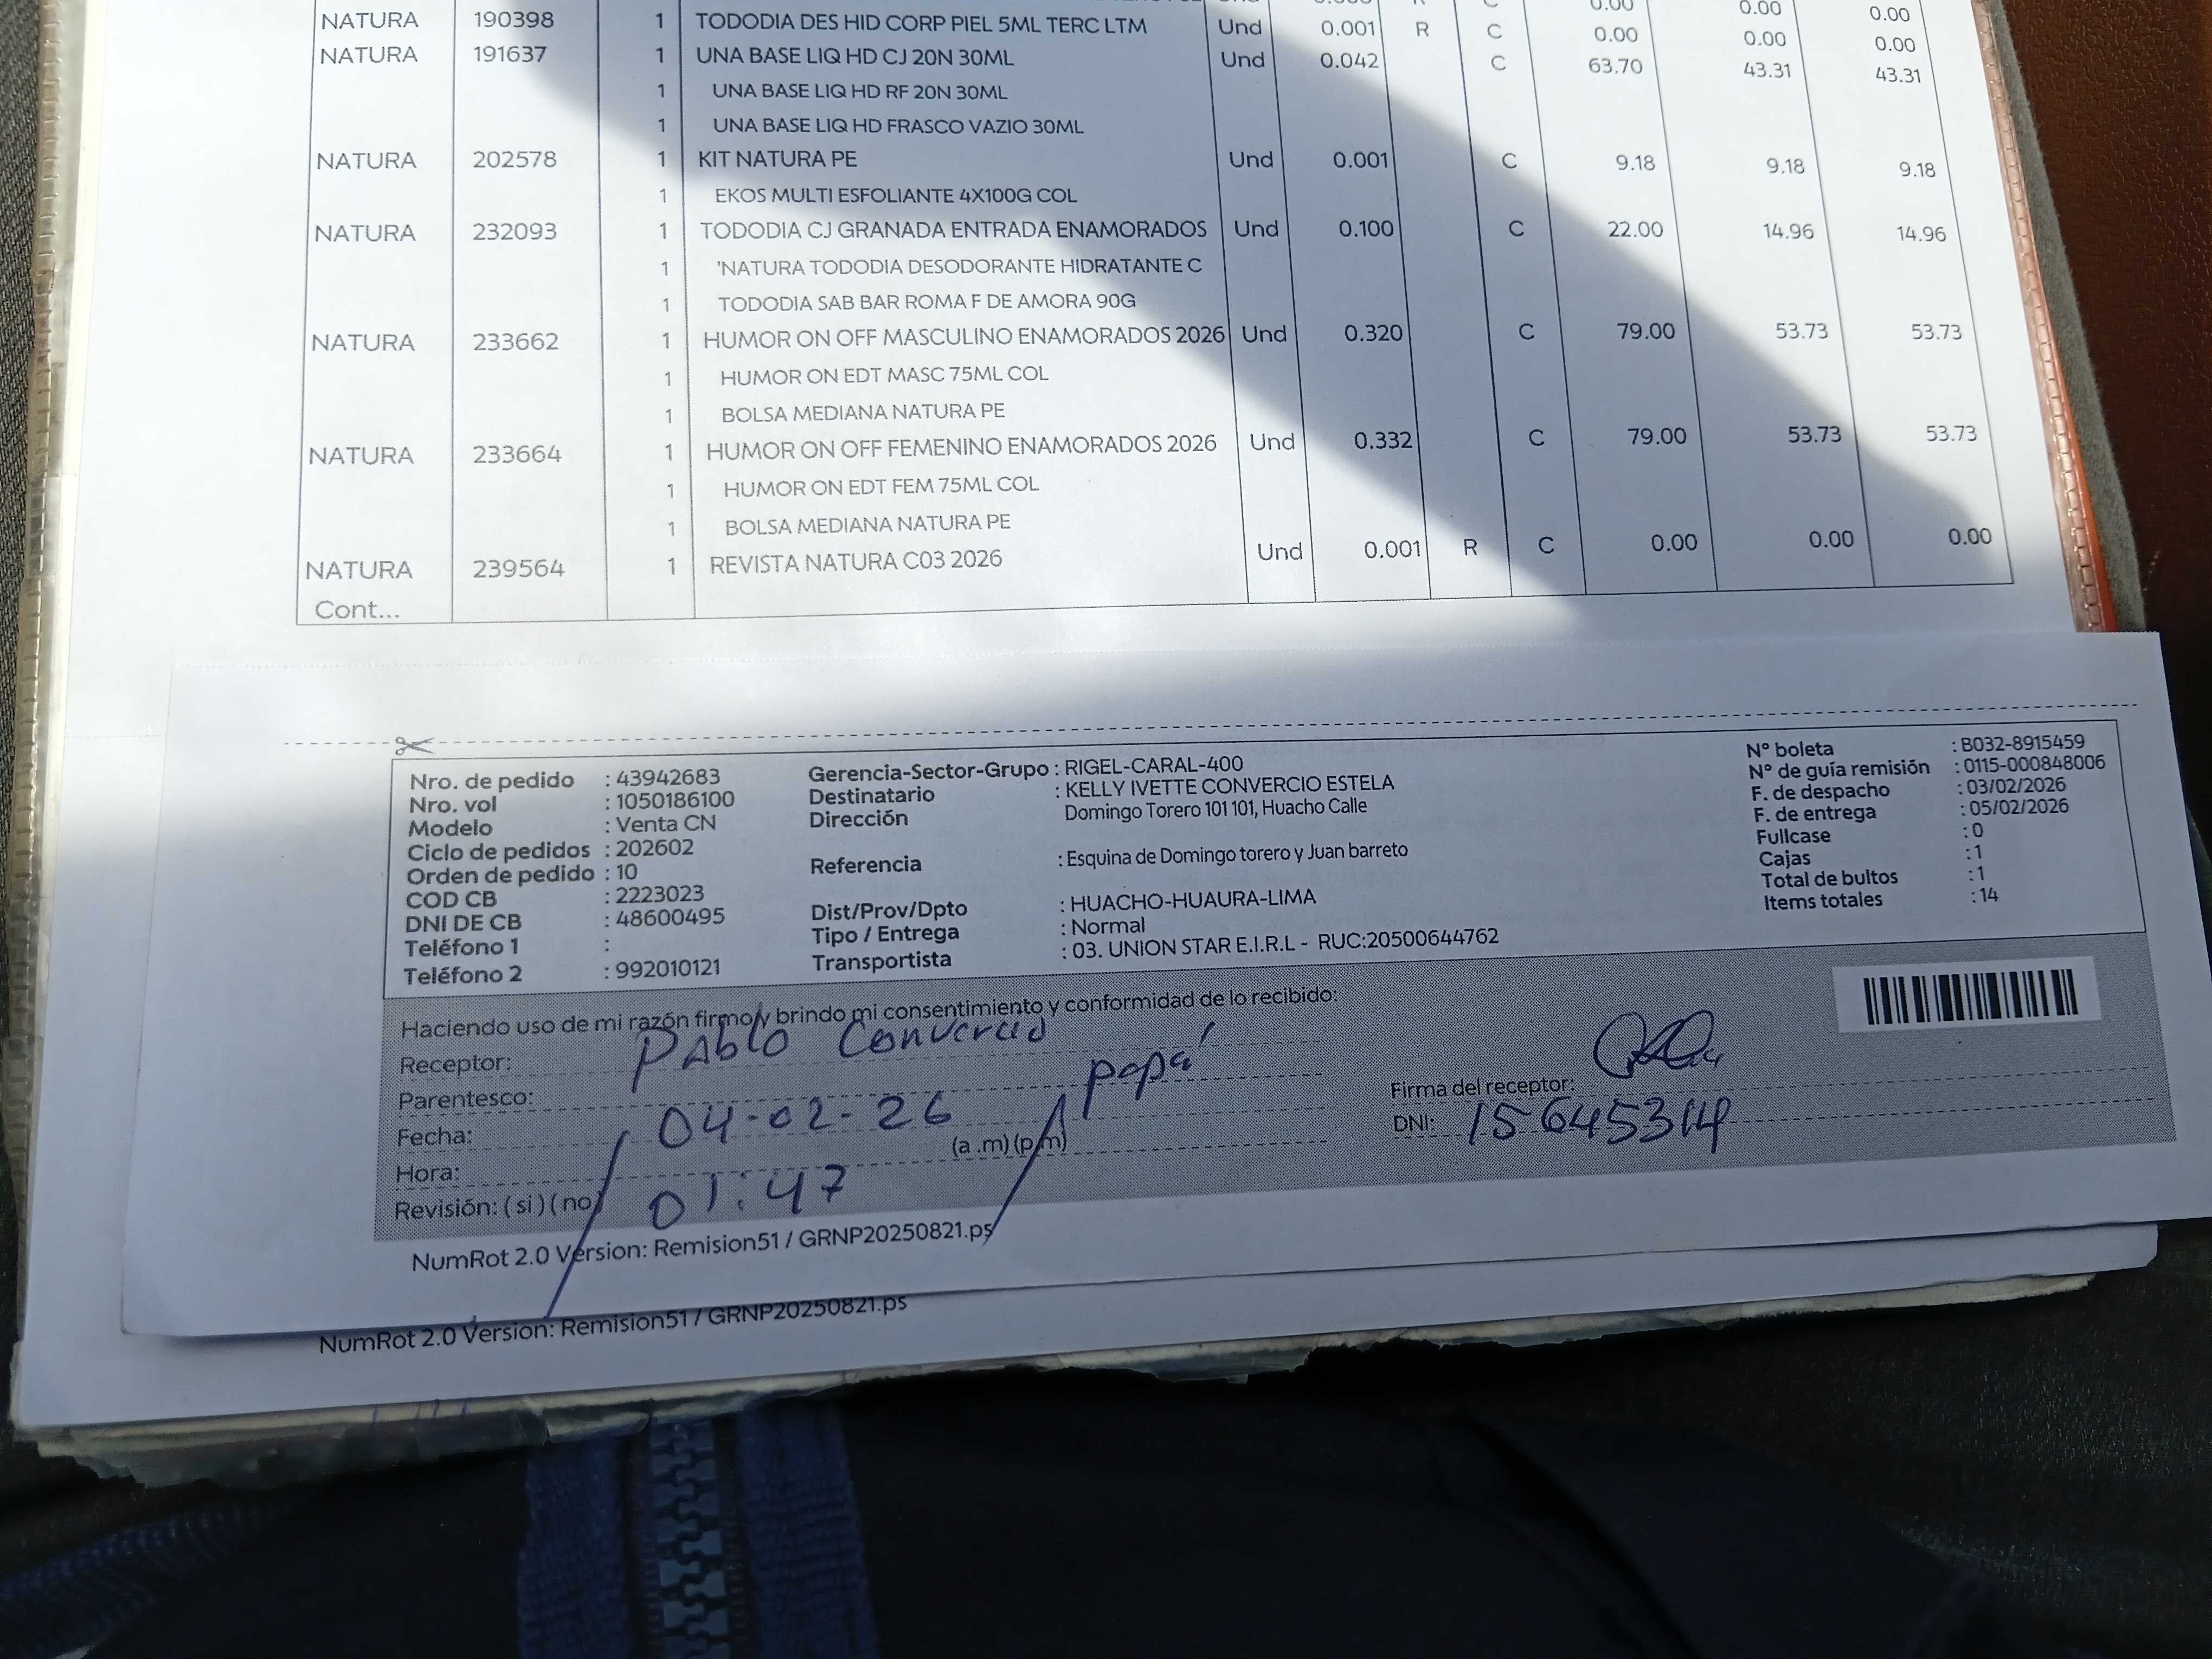 NATURA 190398 1 TODODIA DES HID CORP PIEL 5ML TERC LTM Und 0.001 R C 0.00 0.00 0.00
NATURA 191637 1 UNA BASE LIQ HD CJ 20N 30ML Und 0.042 C 63.70 43.31 43.31
1 UNA BASE LIQ HD RF 20N 30ML
1 UNA BASE LIQ HD FRASCO VAZIO 30ML
NATURA 202578 1 KIT NATURA PE Und 0.001 C 9.18 9.18 9.18
1 EKOS MULTI ESFOLIANTE 4X100G COL
NATURA 232093 1 TODODIA CJ GRANADA ENTRADA ENAMORADOS Und 0.100 C 22.00 14.96 14.96
1 'NATURA TODODIA DESODORANTE HIDRATANTE C
1 TODODIA SAB BAR ROMA F DE AMORA 90G
NATURA 233662 1 HUMOR ON OFF MASCULINO ENAMORADOS 2026 Und 0.320 C 79.00 53.73 53.73
1 HUMOR ON EDT MASC 75ML COL
1 BOLSA MEDIANA NATURA PE
NATURA 233664 1 HUMOR ON OFF FEMENINO ENAMORADOS 2026 Und 0.332 C 79.00 53.73 53.73
1 HUMOR ON EDT FEM 75ML COL
1 BOLSA MEDIANA NATURA PE
NATURA 239564 1 REVISTA NATURA C03 2026 Und 0.001 R C 0.00 0.00 0.00
Cont...
Nro. de pedido : 43942683
Nro. vol : 1050186100
Modelo : Venta CN
Ciclo de pedidos : 202602
Orden de pedido : 10
COD CB : 2223023
DNI DE CB : 48600495
Teléfono 1 :
Teléfono 2 : 992010121
Gerencia-Sector-Grupo : RIGEL-CARAL-400
Destinatario : KELLY IVETTE CONVERCIO ESTELA
Dirección Domingo Torero 101 101, Huacho Calle
Referencia : Esquina de Domingo torero y Juan barreto
Dist/Prov/Dpto : HUACHO-HUAURA-LIMA
Tipo / Entrega : Normal
Transportista : 03. UNION STAR E.I.R.L - RUC:20500644762
N° boleta : B032-8915459
N° de guía remisión : 0115-000848006
F. de despacho : 03/02/2026
F. de entrega : 05/02/2026
Fullcase : 0
Cajas : 1
Total de bultos : 1
Items totales : 14
Haciendo uso de mi razón firmo y brindo mi consentimiento y conformidad de lo recibido:
Receptor: Pablo Convercio
Parentesco: papá
Fecha: 04-02-26
Hora: 01:47 (a.m)(p.m)
Revisión: (si) (no)
Firma del receptor:
DNI: 15645314
NumRot 2.0 Version: Remision51 / GRNP20250821.ps
NumRot 2.0 Version: Remision51 / GRNP20250821.ps